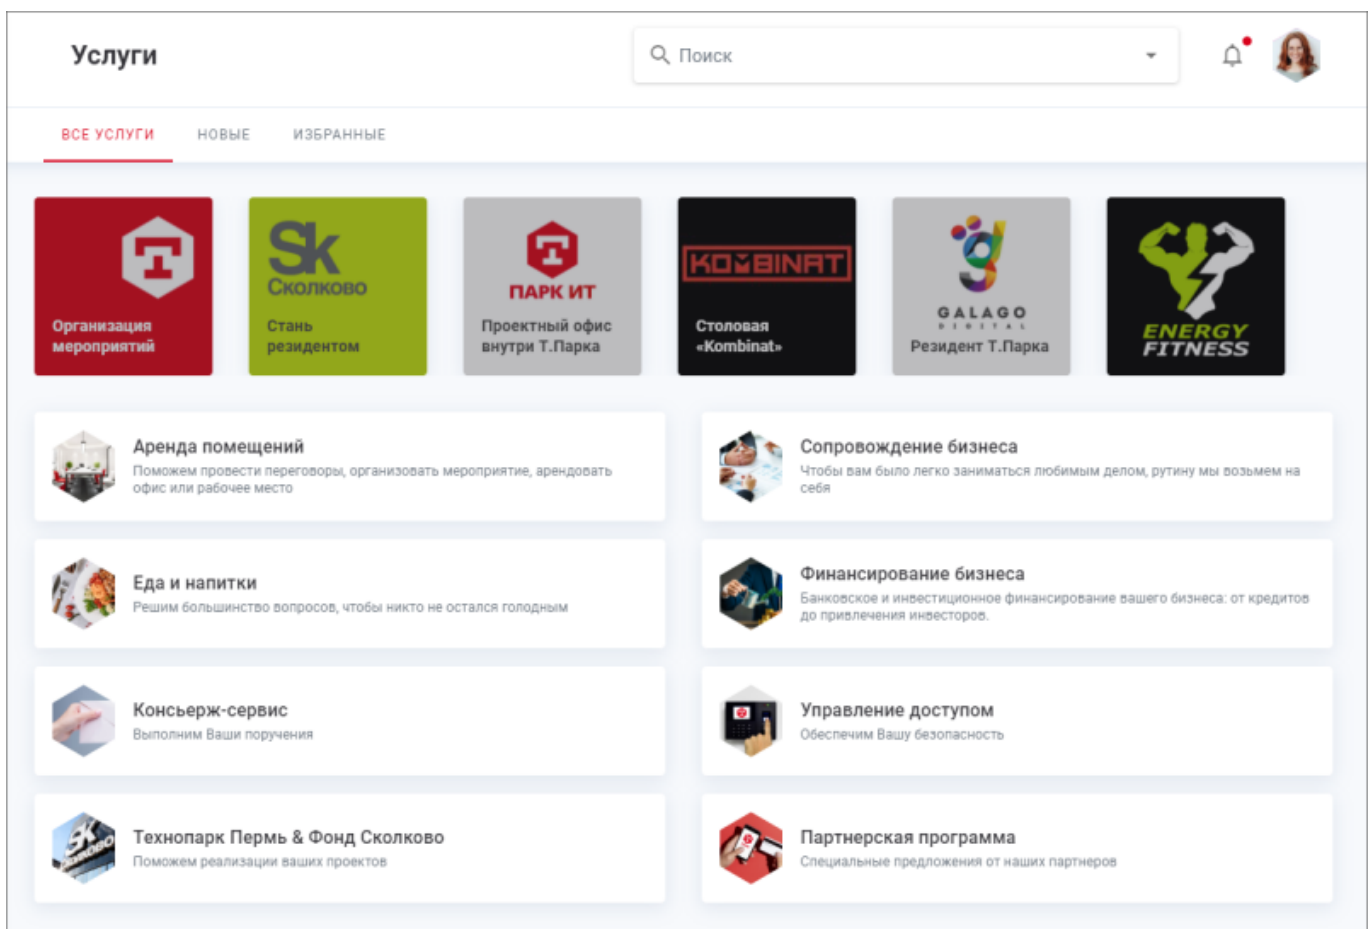 Услуги
Поиск
ВСЕ УСЛУГИ
НОВЫЕ
ИЗБРАННЫЕ
Т
Организация
мероприятий
Sk
Сколково
Стань
резидентом
Т
ПАРК ИТ
Проектный офис
внутри Т.Парка
KOMBINAT
Столовая
«Kombinat»
g
GALAGO
DIGITAL
Резидент Т.Парка
ENERGY
FITNESS
Аренда помещений
Поможем провести переговоры, организовать мероприятие, арендовать
офис или рабочее место
Сопровождение бизнеса
Чтобы вам было легко заниматься любимым делом, рутину мы возьмем на
себя
Еда и напитки
Решим большинство вопросов, чтобы никто не остался голодным
Финансирование бизнеса
Банковское и инвестиционное финансирование вашего бизнеса: от кредитов
до привлечения инвесторов.
Консьерж-сервис
Выполним Ваши поручения
Управление доступом
Обеспечим Вашу безопасность
Sk
Технопарк Пермь & Фонд Сколково
Поможем реализации ваших проектов
Партнерская программа
Специальные предложения от наших партнеров